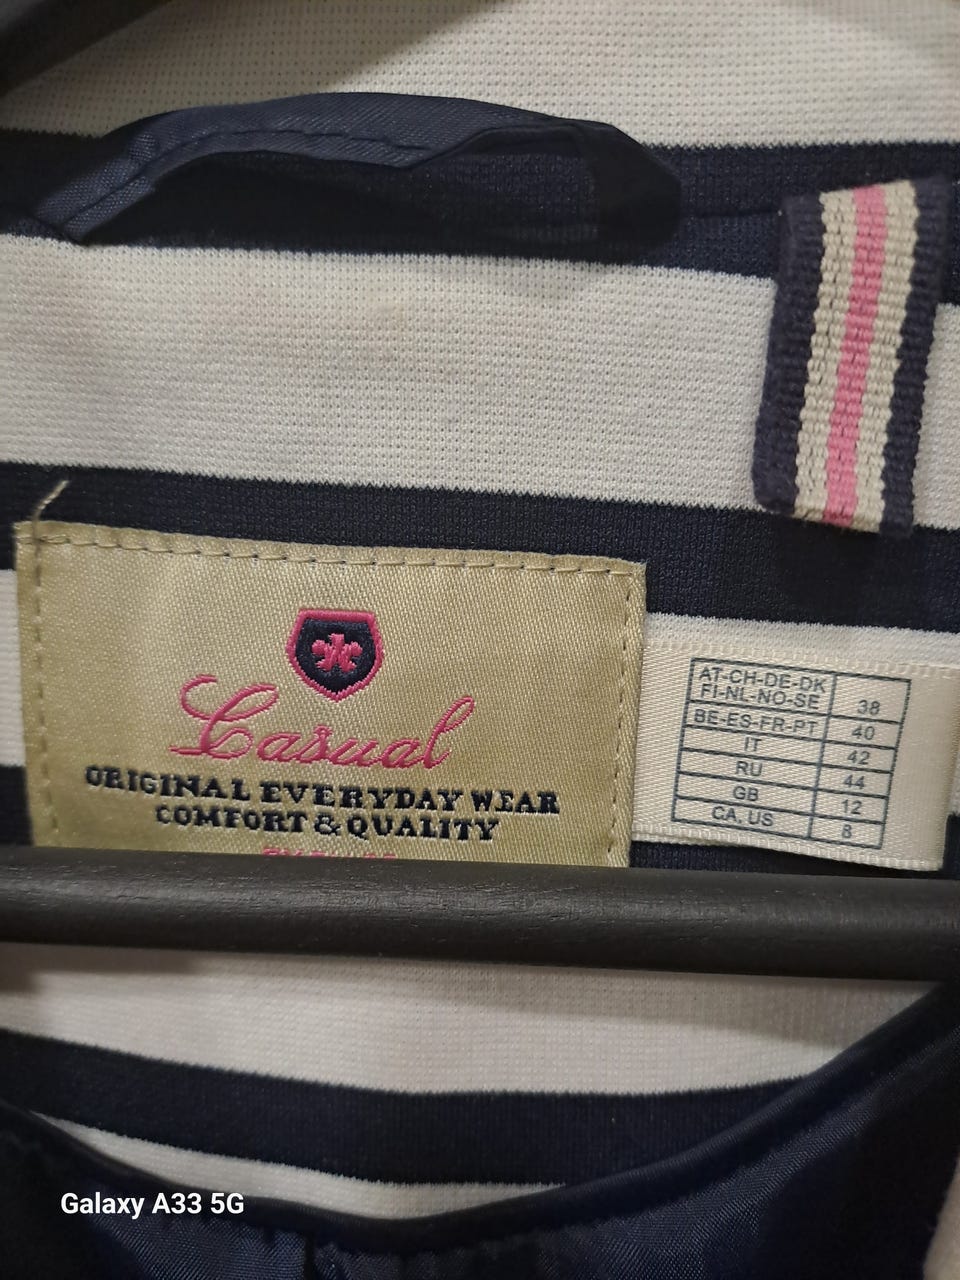 Casual
ORIGINAL EVERYDAY WEAR
COMFORT & QUALITY
AT-CH-DE-DK
FI-NL-NO-SE 38
BE-ES-FR-PT 40
IT 42
RU 44
GB 12
CA, US 8
Galaxy A33 5G